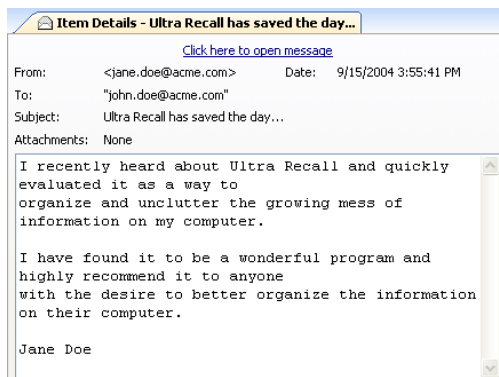 Item Details - Ultra Recall has saved the day...
Click here to open message
From: <jane.doe@acme.com> Date: 9/15/2004 3:55:41 PM
To: "john.doe@acme.com"
Subject: Ultra Recall has saved the day...
Attachments: None
I recently heard about Ultra Recall and quickly
evaluated it as a way to
organize and unclutter the growing mess of
information on my computer.
I have found it to be a wonderful program and
highly recommend it to anyone
with the desire to better organize the information
on their computer.
Jane Doe